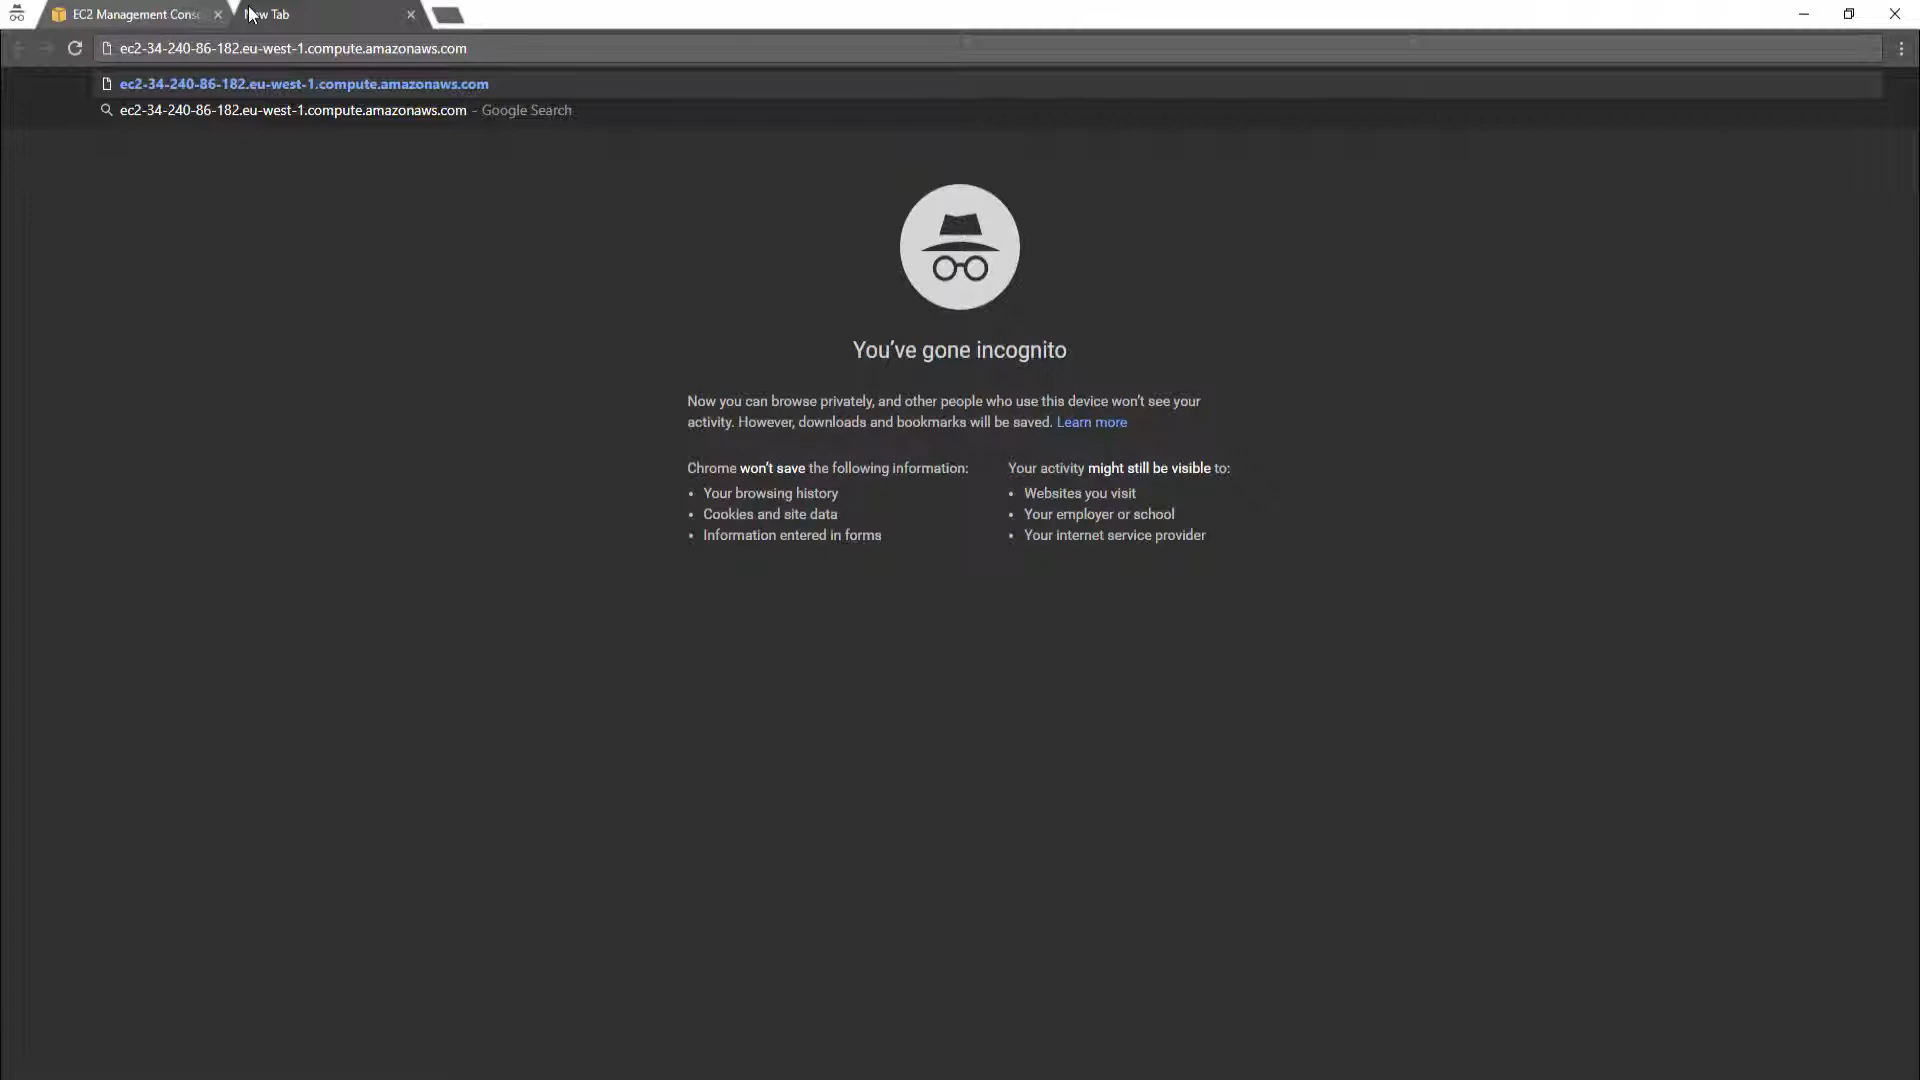 EC2 Management Cons
w Tab
ec2-34-240-86-182.eu-west-1.compute.amazonaws.com
ec2-34-240-86-182.eu-west-1.compute.amazonaws.com
ec2-34-240-86-182.eu-west-1.compute.amazonaws.com - Google Search
You've gone incognito
Now you can browse privately, and other people who use this device won't see your
activity. However, downloads and bookmarks will be saved. Learn more
Chrome won't save the following information:
• Your browsing history
• Cookies and site data
• Information entered in forms
Your activity might still be visible to:
• Websites you visit
• Your employer or school
• Your internet service provider